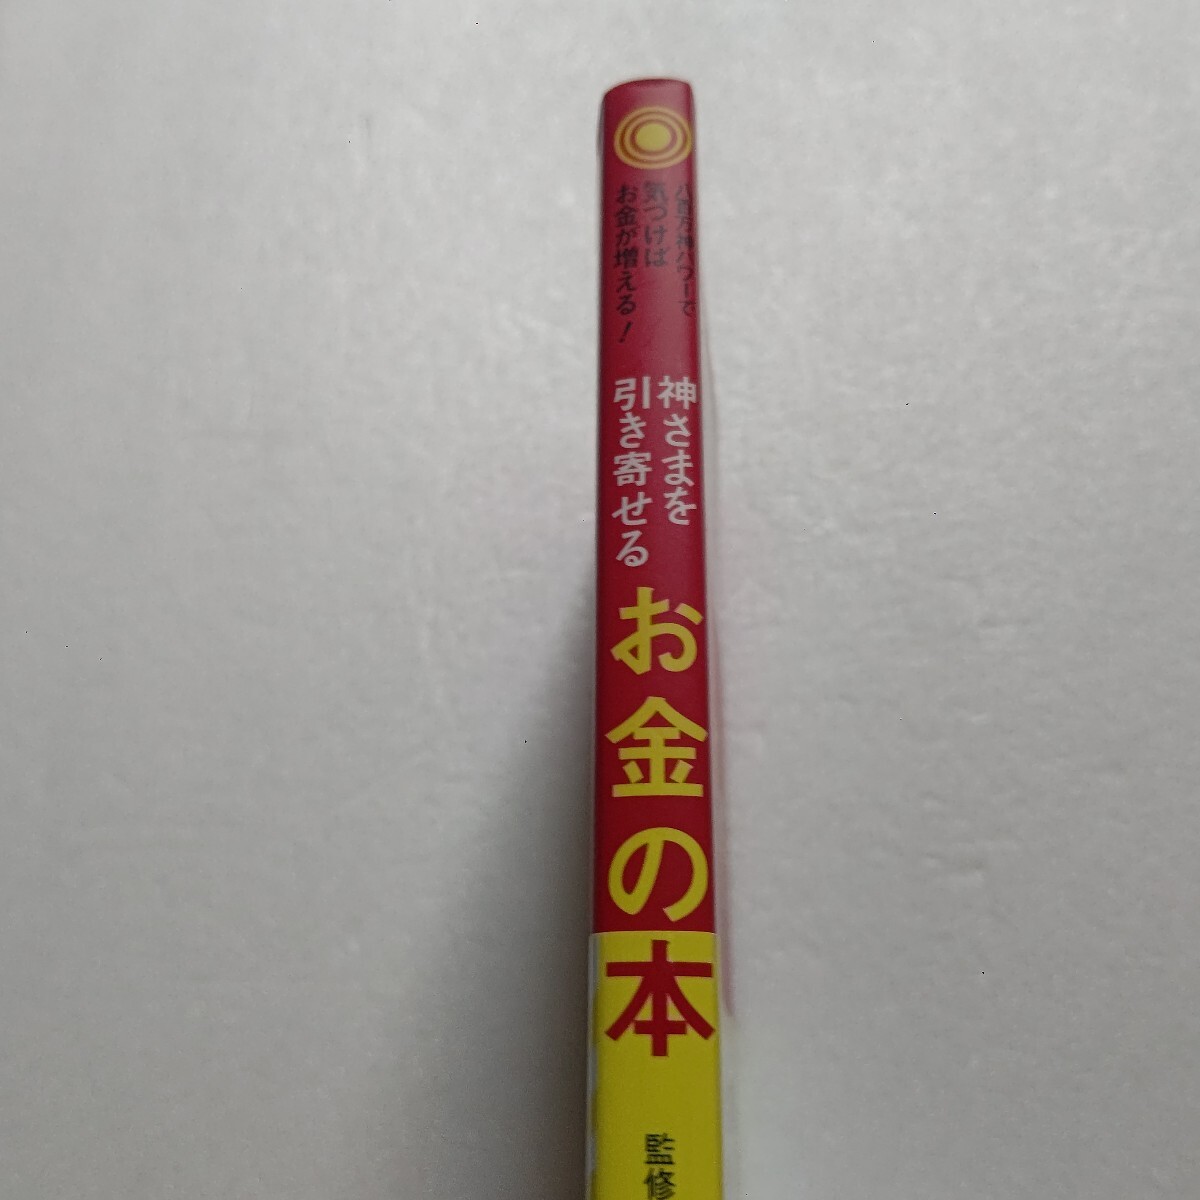 八百万神パワーで
気づけば
お金が増える！
神さまを
引き寄せる
お金の本
監修